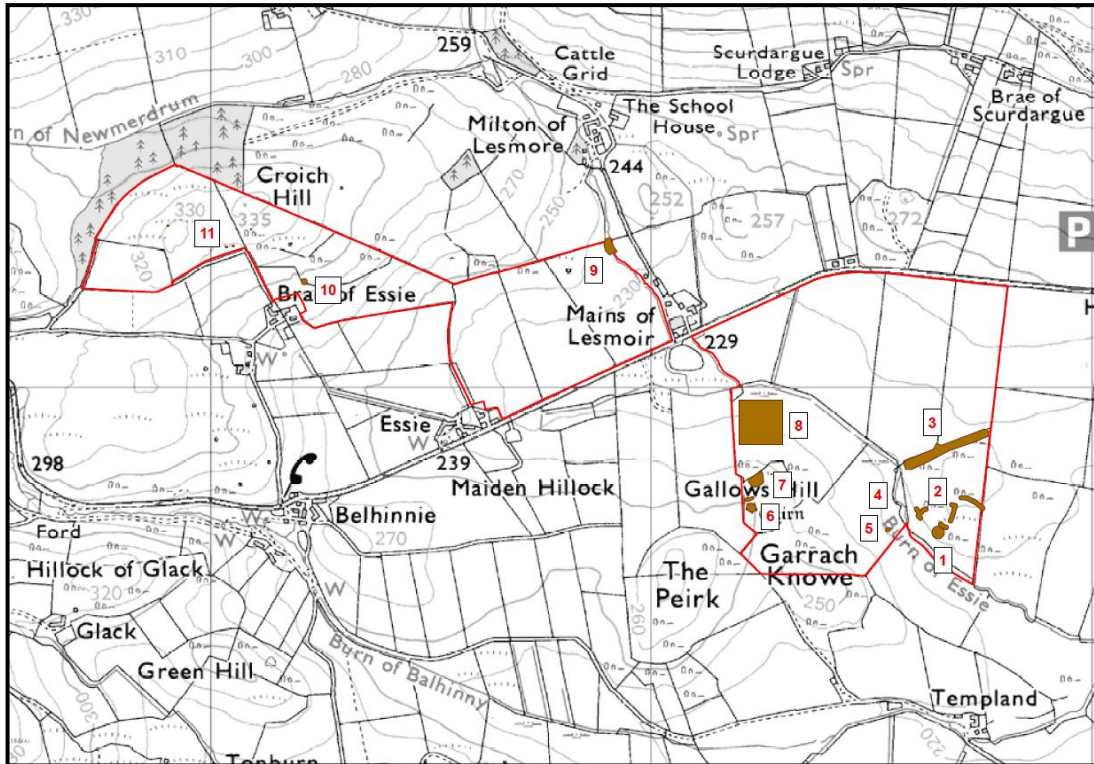 330
310
300
259
280
Cattle
Grid
Scurdargue
Lodge
Spr
Brae of
Scurdargue
rn of Newmerdrum
The School
House
Spr
Milton of
Lesmore
244
270
250
252
257
272
P
Croich
Hill
330
335
11
320
9
230
10
Brae of Essie
Mains of
Lesmoir
229
H
W
8
3
Essie
W
239
298
Maiden Hillock
7
Gallows Hill
4
2
6
5
1
Belhinnie
270
Ford
W
Garrach
Knowe
Burn of Essie
Hillock of Glack
320
W
The
Peirk
250
260
Glack
Green Hill
Burn of Balhinny
Templand
300
220
Tonburn